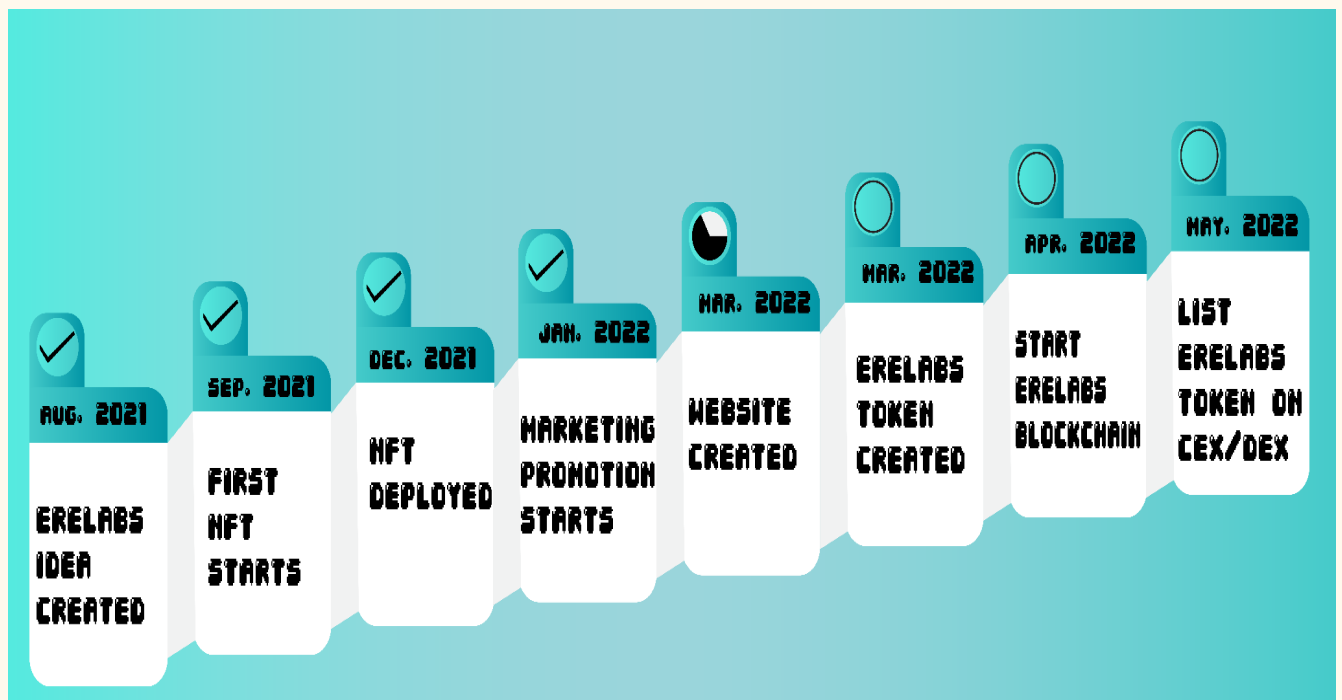 AUG. 2021
ERELABS
IDEA
CREATED
SEP. 2021
FIRST
NFT
STARTS
DEC. 2021
NFT
DEPLOYED
JAN. 2022
MARKETING
PROMOTION
STARTS
MAR. 2022
WEBSITE
CREATED
MAR. 2022
ERELABS
TOKEN
CREATED
APR. 2022
START
ERELABS
BLOCKCHAIN
MAY. 2022
LIST
ERELABS
TOKEN ON
CEX/DEX